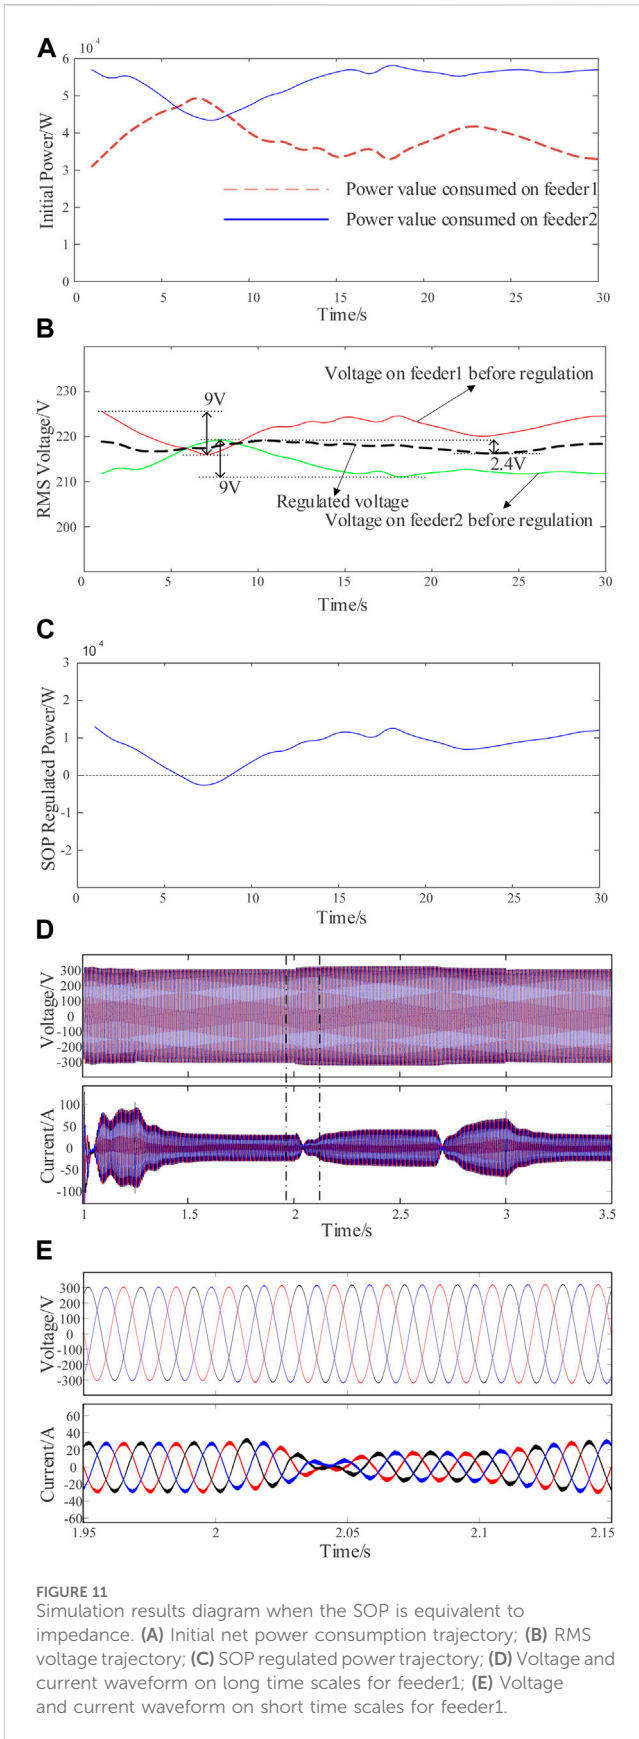 A
10^4
6
5
4
3
2
1
0
Initial Power/W
Power value consumed on feeder1
Power value consumed on feeder2
0 5 10 15 20 25 30
Time/s
B
230
220
210
200
RMS Voltage/V
9V
Voltage on feeder1 before regulation
2.4V
9V
Regulated voltage
Voltage on feeder2 before regulation
0 5 10 15 20 25 30
Time/s
C
10^4
3
2
1
0
-1
-2
SOP Regulated Power/W
0 5 10 15 20 25 30
Time/s
D
300
200
100
0
-100
-200
-300
Voltage/V
100
50
0
-50
-100
Current/A
1 1.5 2 2.5 3 3.5
Time/s
E
300
200
100
0
-100
-200
-300
Voltage/V
60
40
20
0
-20
-40
-60
Current/A
1.95 2 2.05 2.1 2.15
Time/s
FIGURE 11
Simulation results diagram when the SOP is equivalent to
impedance. (A) Initial net power consumption trajectory; (B) RMS
voltage trajectory; (C) SOP regulated power trajectory; (D) Voltage and
current waveform on long time scales for feeder1; (E) Voltage
and current waveform on short time scales for feeder1.